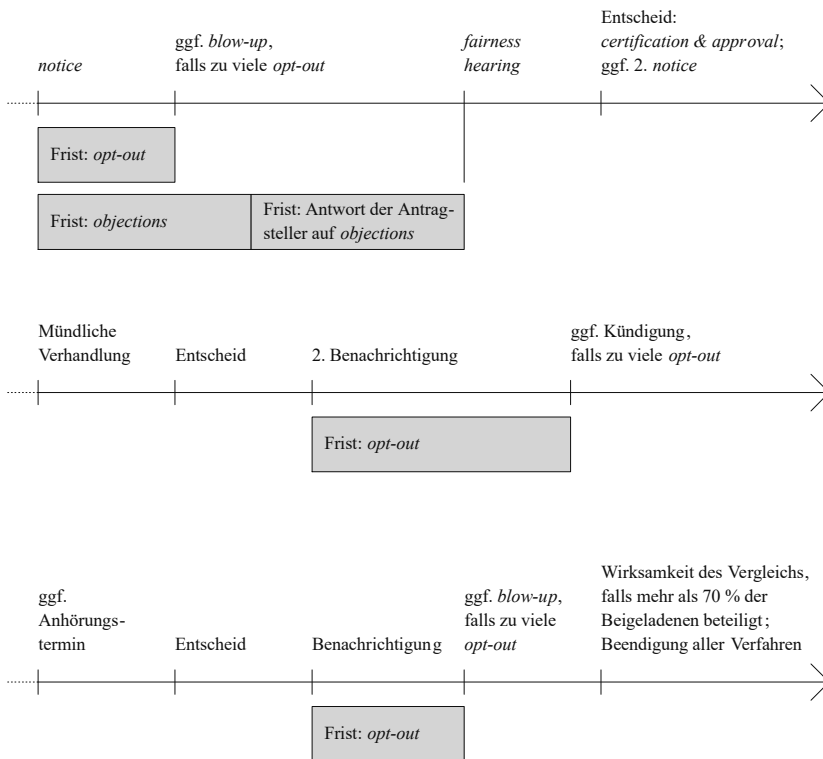 notice
ggf. blow-up,
falls zu viele opt-out
fairness
hearing
Entscheid:
certification & approval;
ggf. 2. notice
Frist: opt-out
Frist: objections
Frist: Antwort der Antrag-
steller auf objections
Mündliche
Verhandlung
Entscheid
2. Benachrichtigung
ggf. Kündigung,
falls zu viele opt-out
Frist: opt-out
ggf.
Anhörungs-
termin
Entscheid
Benachrichtigung
ggf. blow-up,
falls zu viele
opt-out
Wirksamkeit des Vergleichs,
falls mehr als 70 % der
Beigeladenen beteiligt;
Beendigung aller Verfahren
Frist: opt-out